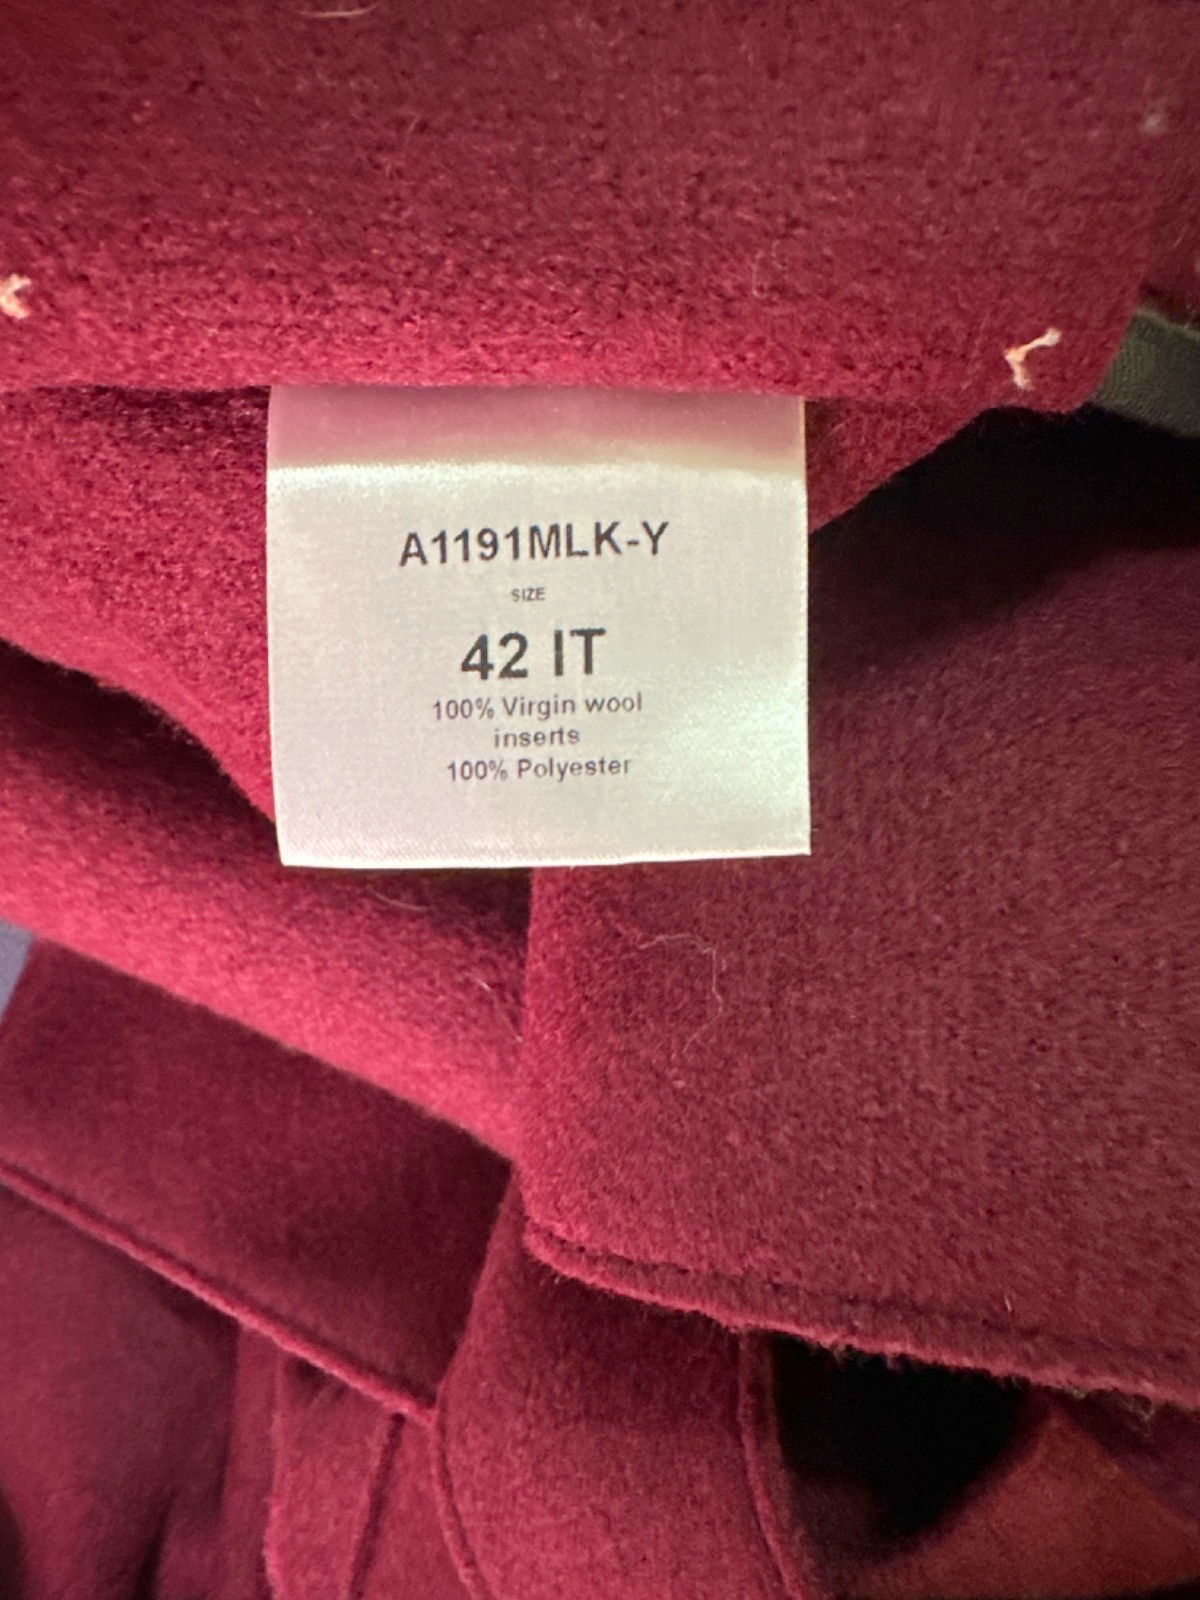 A1191MLK-Y
SIZE
42 IT
100% Virgin wool
inserts
100% Polyester